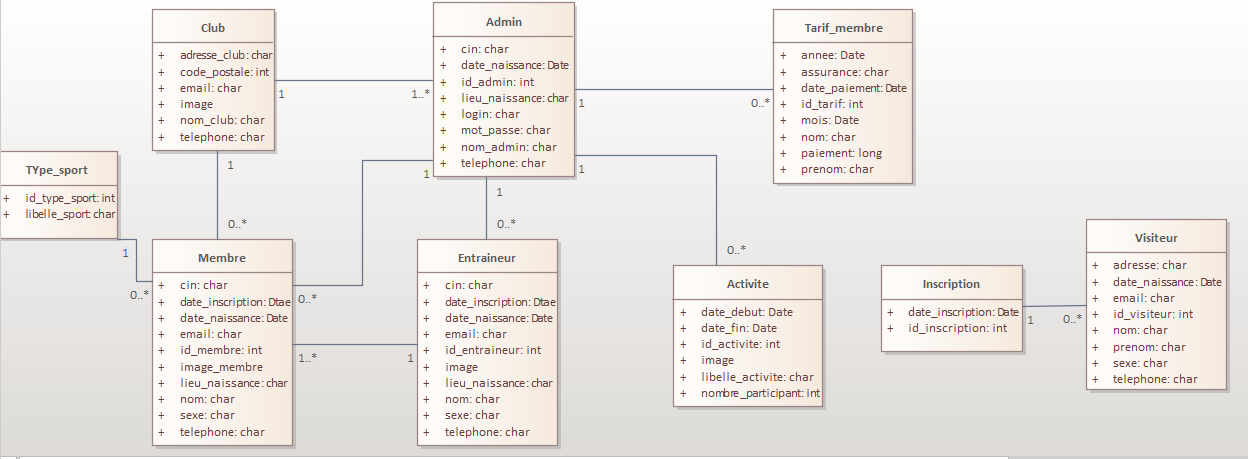 Club
+ adresse_club: char
+ code_postale: int
+ email: char
+ image
+ nom_club: char
+ telephone: char
1
1..*
1
0..*
Admin
+ cin: char
+ date_naissance: Date
+ id_admin: int
+ lieu_naissance: char
+ login: char
+ mot_passe: char
+ nom_admin: char
+ telephone: char
1
0..*
1
0..*
1
0..*
1
0..*
Tarif_membre
+ annee: Date
+ assurance: char
+ date_paiement: Date
+ id_tarif: int
+ mois: Date
+ nom: char
+ paiement: long
+ prenom: char
TYpe_sport
+ id_type_sport: int
+ libelle_sport: char
1
0..*
Membre
+ cin: char
+ date_inscription: Dtae
+ date_naissance: Date
+ email: char
+ id_membre: int
+ image_membre
+ lieu_naissance: char
+ nom: char
+ sexe: char
+ telephone: char
1..*
1
Entraineur
+ cin: char
+ date_inscription: Dtae
+ date_naissance: Date
+ email: char
+ id_entraineur: int
+ image
+ lieu_naissance: char
+ nom: char
+ sexe: char
+ telephone: char
Activite
+ date_debut: Date
+ date_fin: Date
+ id_activite: int
+ image
+ libelle_activite: char
+ nombre_participant: int
Inscription
+ date_inscription: Date
+ id_inscription: int
1
0..*
Visiteur
+ adresse: char
+ date_naissance: Date
+ email: char
+ id_visiteur: int
+ nom: char
+ prenom: char
+ sexe: char
+ telephone: char